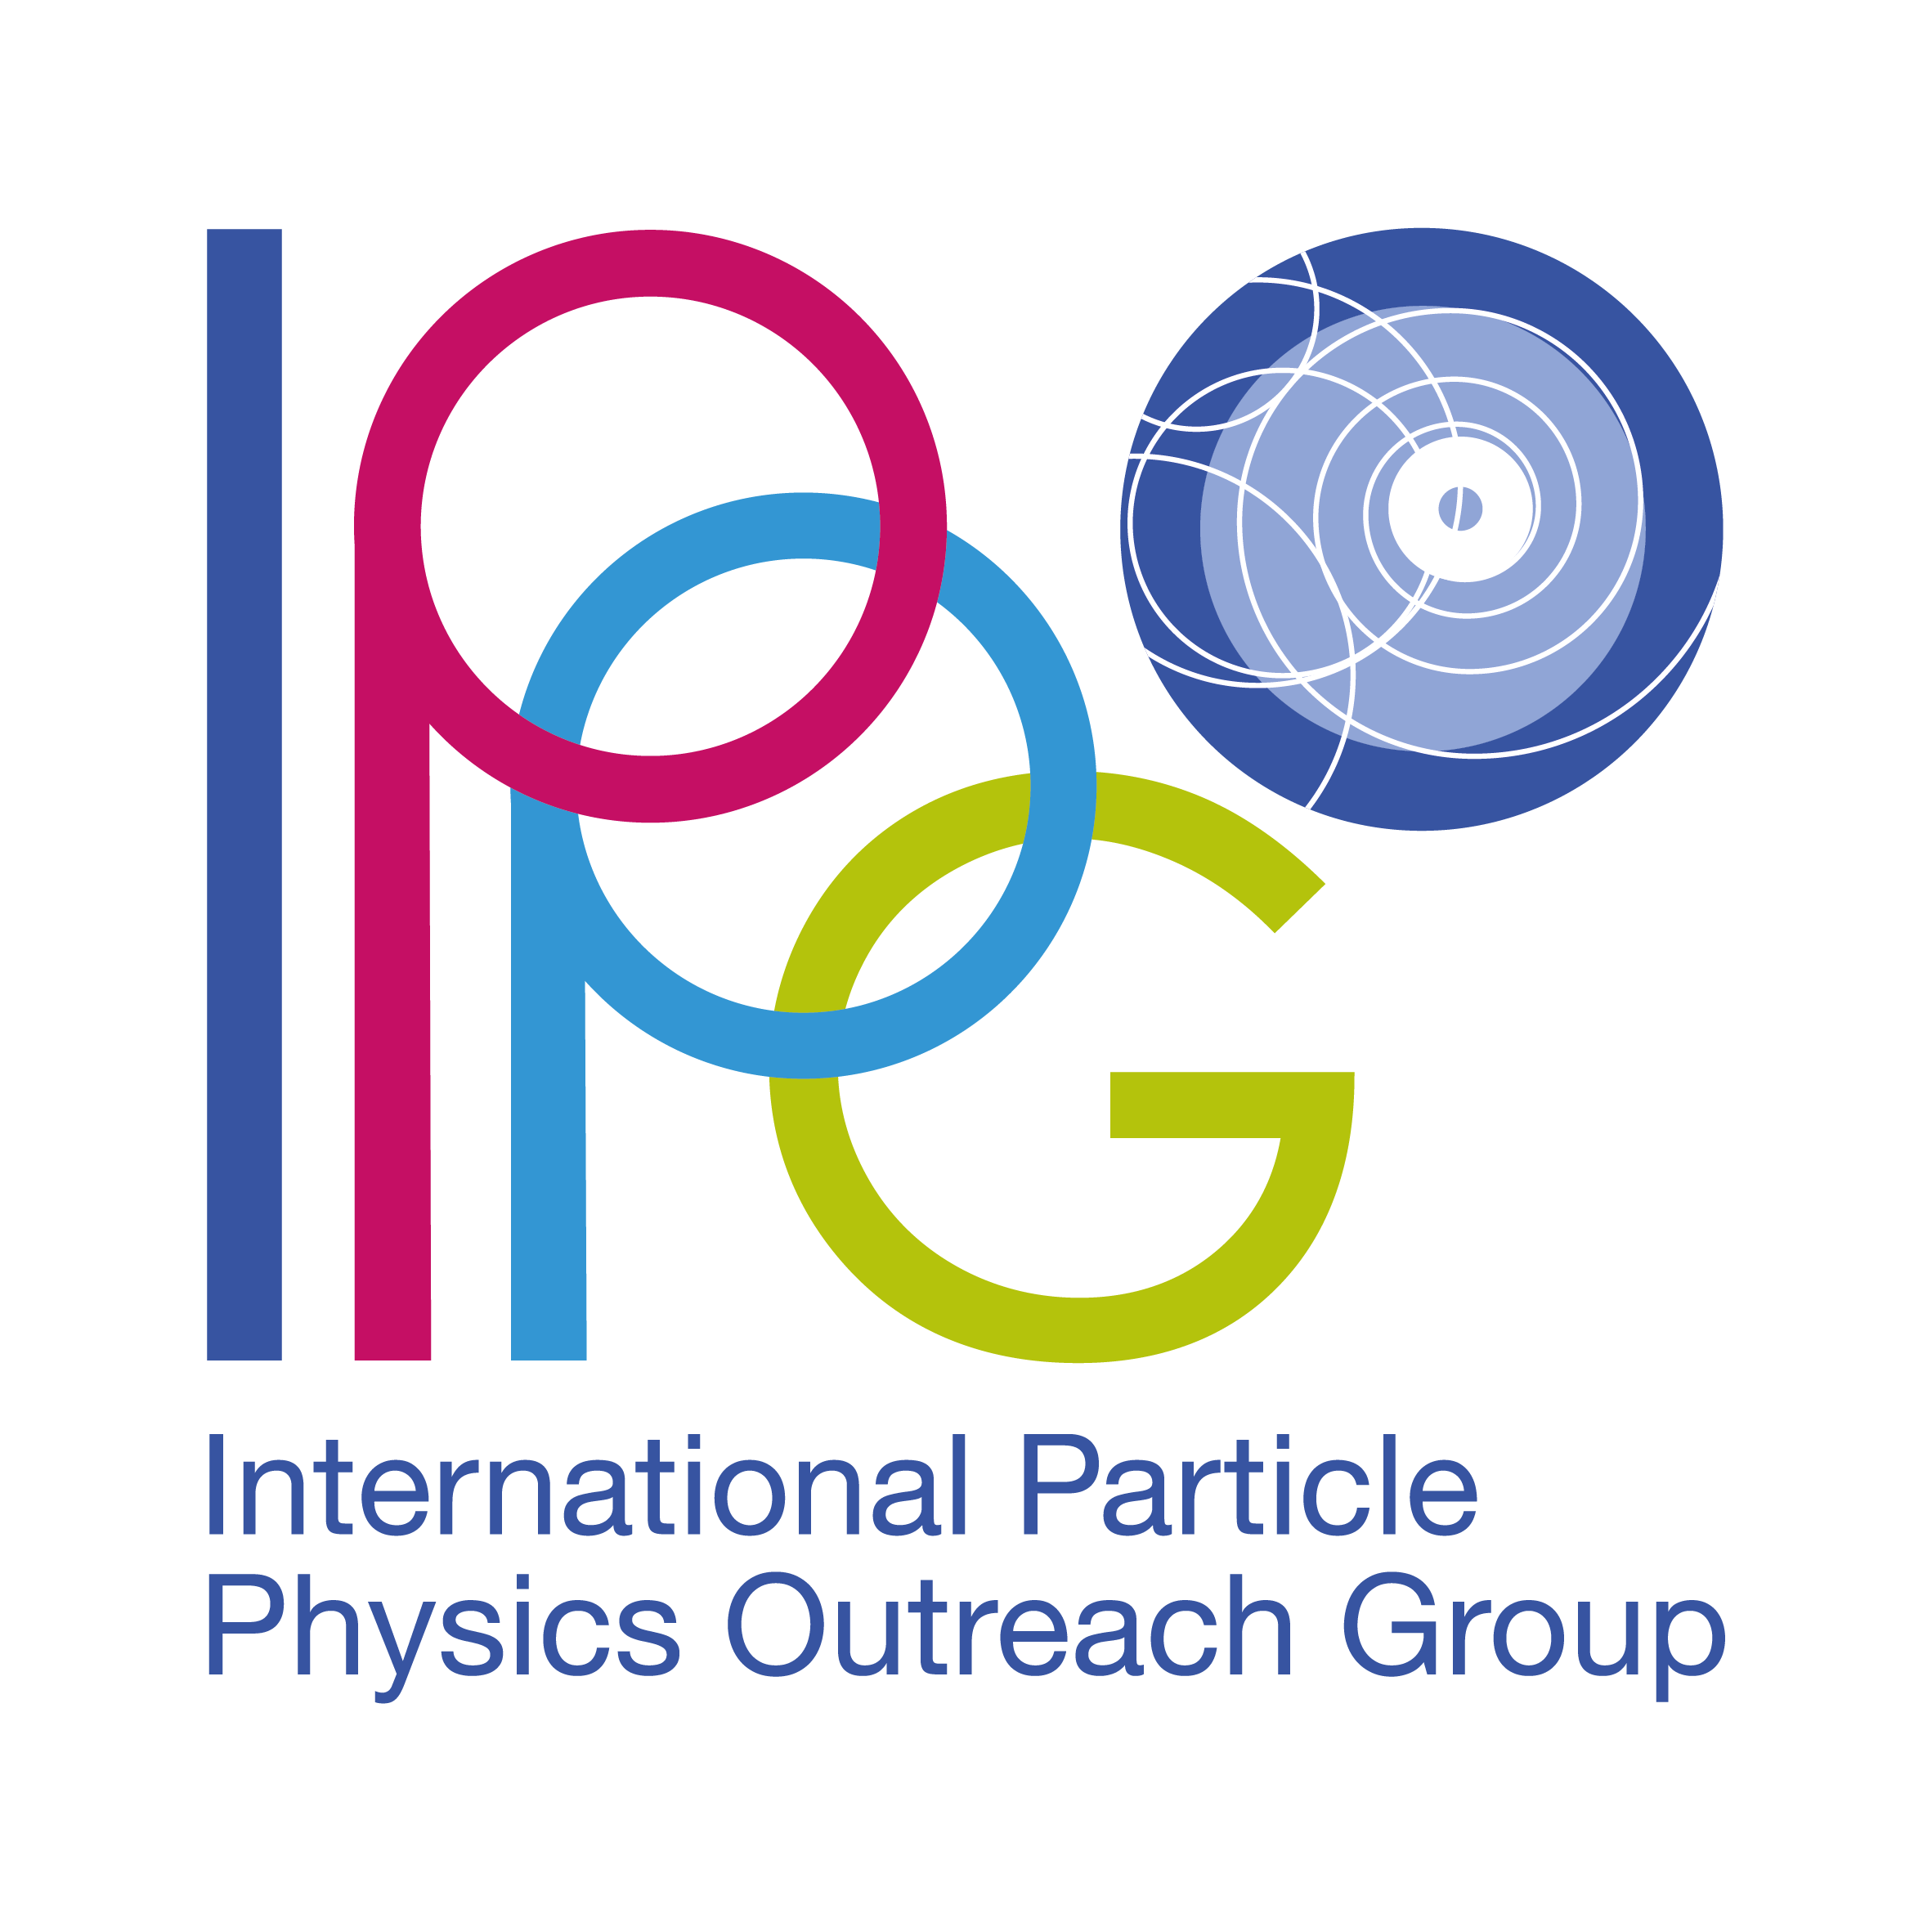 IPPOG
International Particle
Physics Outreach Group